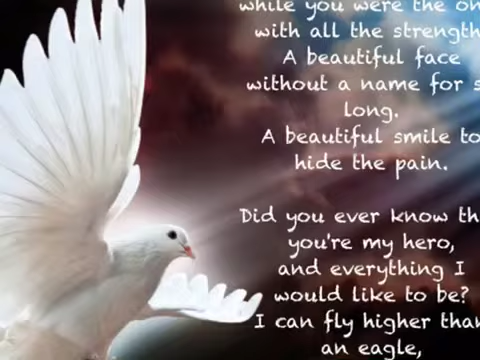 while you were the on
with all the strength
A beautiful face
without a name for s
long.
A beautiful smile to
hide the pain.
Did you ever know th
you're my hero,
and everything I
would like to be?
I can fly higher than
an eagle,